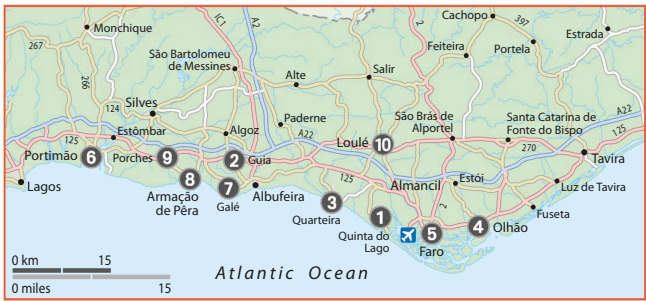 Monchique
IC1
A2
2
Cachopo
397
Estrada
267
266
São Bartolomeu
de Messines
Feiteira
Portela
Alte
Salir
124
Silves
Paderne
São Brás de
Alportel
Santa Catarina de
Fonte do Bispo
A22
125
Estômbar
Algoz
A22
Loulé
10
270
125
Portimão
6
Porches
9
2
Guia
Tavira
Lagos
8
Armação
de Pêra
7
Galé
Albufeira
125
Almancil
Estói
Luz de Tavira
3
Quarteira
1
Quinta do
Lago
2
5
Faro
4
Olhão
Fuseta
0 km
15
0 miles
15
Atlantic Ocean